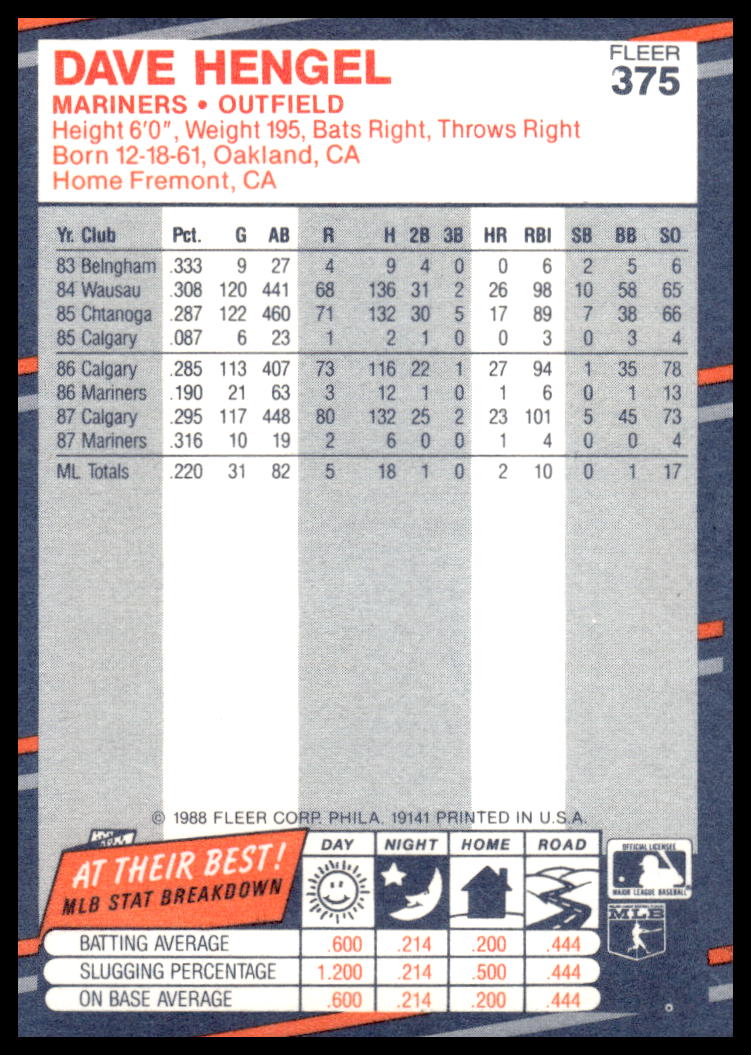 DAVE HENGEL
FLEER
375
MARINERS • OUTFIELD
Height 6'0", Weight 195, Bats Right, Throws Right
Born 12-18-61, Oakland, CA
Home Fremont, CA
Yr. Club Pct. G AB R H 2B 3B HR RBI SB BB SO
83 Belngham .333 9 27 4 9 4 0 0 6 2 5 6
84 Wausau .308 120 441 68 136 31 2 26 98 10 58 65
85 Chtanoga .287 122 460 71 132 30 5 17 89 7 38 66
85 Calgary .087 6 23 1 2 1 0 0 3 0 3 4
86 Calgary .285 113 407 73 116 22 1 27 94 1 35 78
86 Mariners .190 21 63 3 12 1 0 1 6 0 1 13
87 Calgary .295 117 448 80 132 25 2 23 101 5 45 73
87 Mariners .316 10 19 2 6 0 0 1 4 0 0 4
ML Totals .220 31 82 5 18 1 0 2 10 0 1 17
© 1988 FLEER CORP. PHILA. 19141 PRINTED IN U.S.A.
AT THEIR BEST!
MLB STAT BREAKDOWN
DAY NIGHT HOME ROAD
OFFICIAL LICENSEE
MAJOR LEAGUE BASEBALL
MLB
BATTING AVERAGE .600 .214 .200 .444
SLUGGING PERCENTAGE 1.200 .214 .500 .444
ON BASE AVERAGE .600 .214 .200 .444